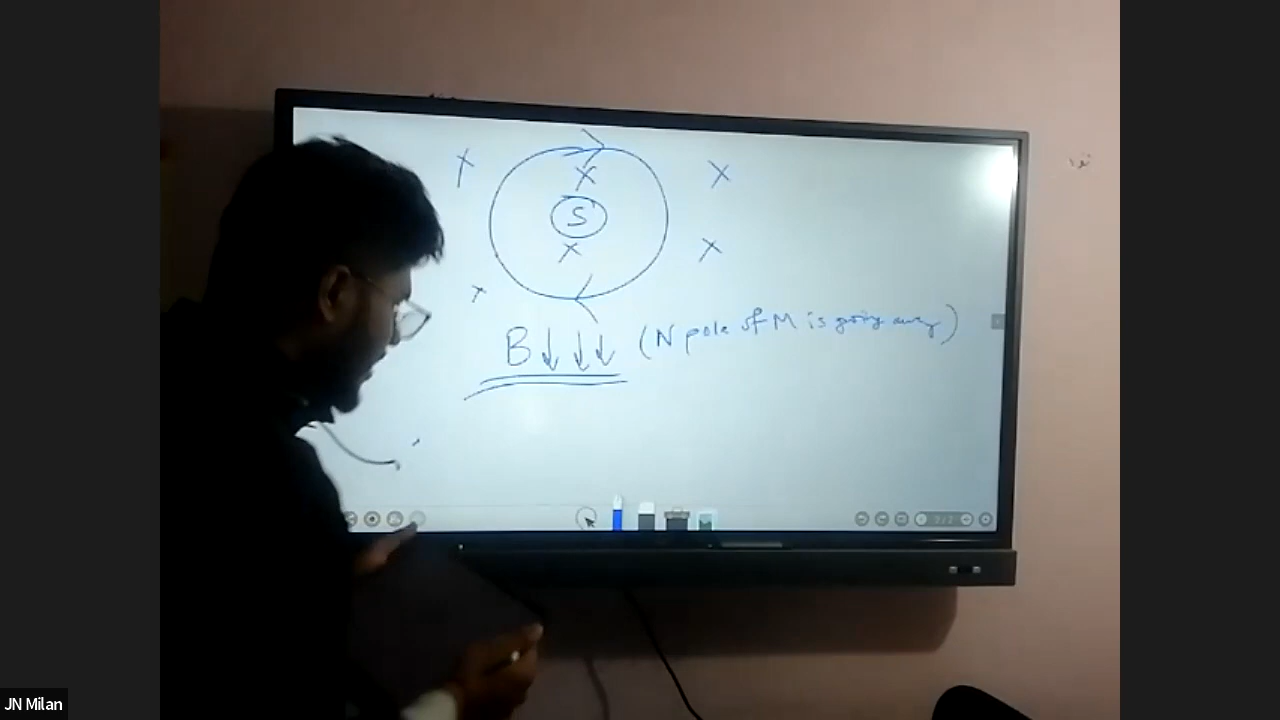 x x
x
S
x x
x
B ↓ ↓ ↓ (N pole of M is going away)
JN Milan